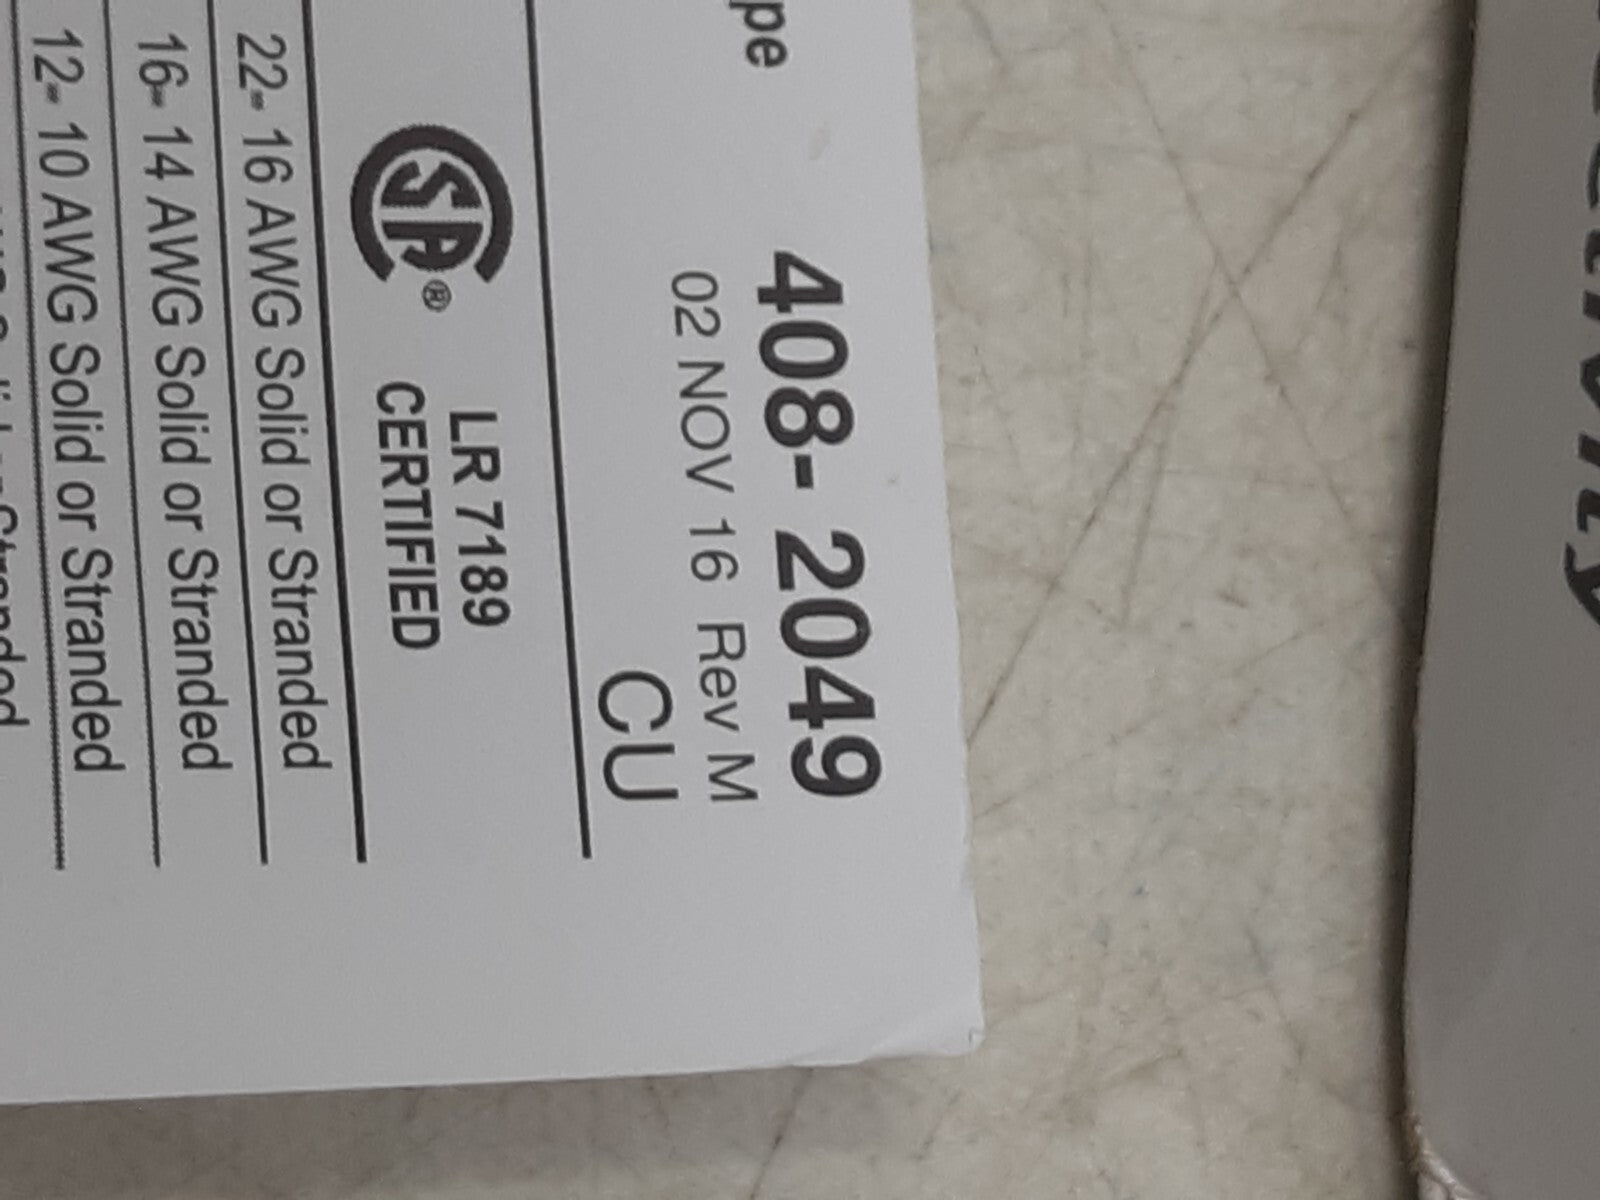 408- 2049
02 NOV 16 Rev M
CU
SA ®
LR 7189
CERTIFIED
22- 16 AWG Solid or Stranded
16- 14 AWG Solid or Stranded
12- 10 AWG Solid or Stranded